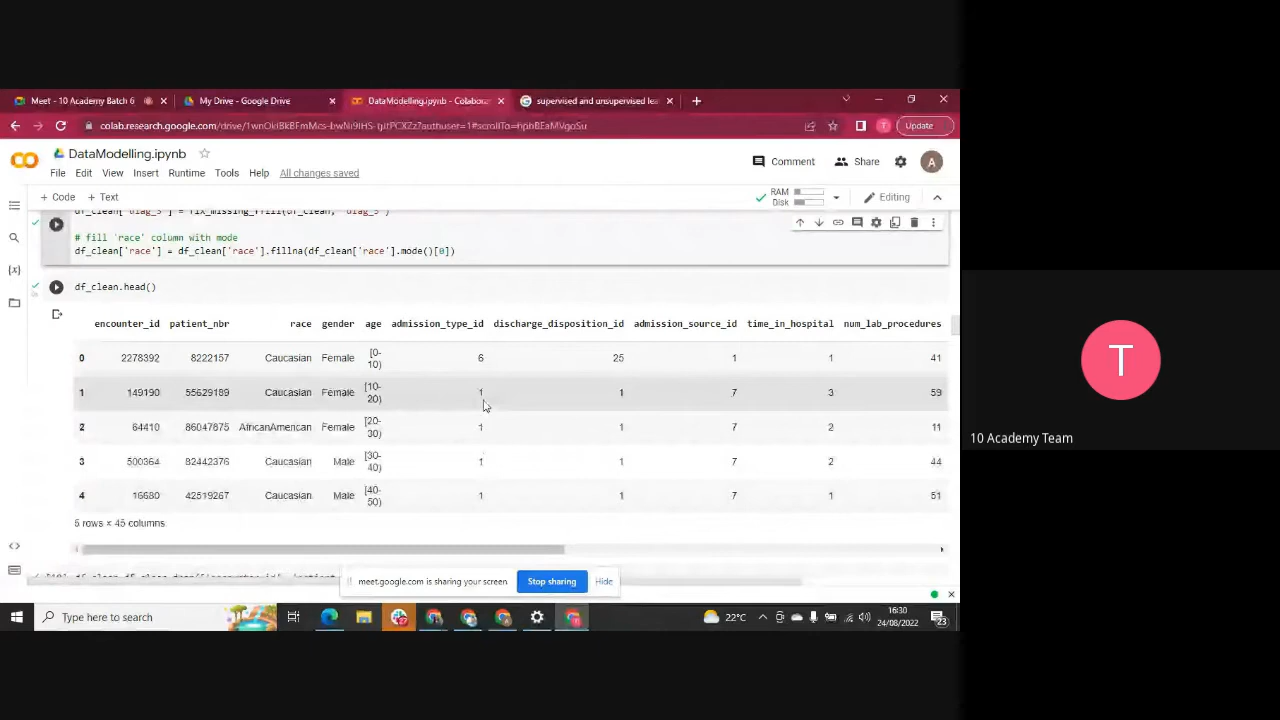 Meet - 10 Academy Batch 6
My Drive - Google Drive
DataModelling.ipynb - Colabora
supervised and unsupervised lea
Update
DataModelling.ipynb
Comment
Share
A
File Edit View Insert Runtime Tools Help All changes saved
+ Code + Text
RAM
Disk
Editing
# fill 'race' column with mode
df_clean['race'] = df_clean['race'].fillna(df_clean['race'].mode()[0])
df_clean.head()
encounter_id patient_nbr race gender age admission_type_id discharge_disposition_id admission_source_id time_in_hospital num_lab_procedures
0 2278392 8222157 Caucasian Female [0-10) 6 25 1 1 41
1 149190 55629189 Caucasian Female [10-20) 1 1 7 3 59
2 64410 86047875 AfricanAmerican Female [20-30) 1 1 7 2 11
3 500364 82442376 Caucasian Male [30-40) 1 1 7 2 44
4 16680 42519267 Caucasian Male [40-50) 1 1 7 1 51
5 rows × 45 columns
meet.google.com is sharing your screen.
Stop sharing
Hide
Type here to search
22°C
16:30
24/08/2022
23
T
10 Academy Team